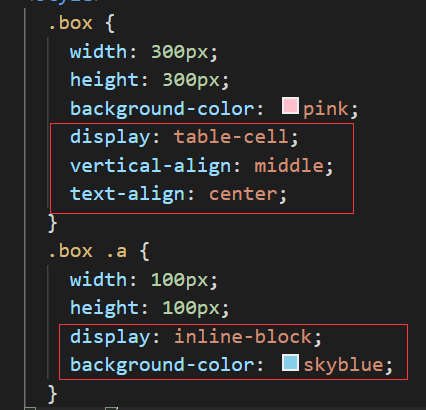 .box {
width: 300px;
height: 300px;
background-color: pink;
display: table-cell;
vertical-align: middle;
text-align: center;
}
.box .a {
width: 100px;
height: 100px;
display: inline-block;
background-color: skyblue;
}